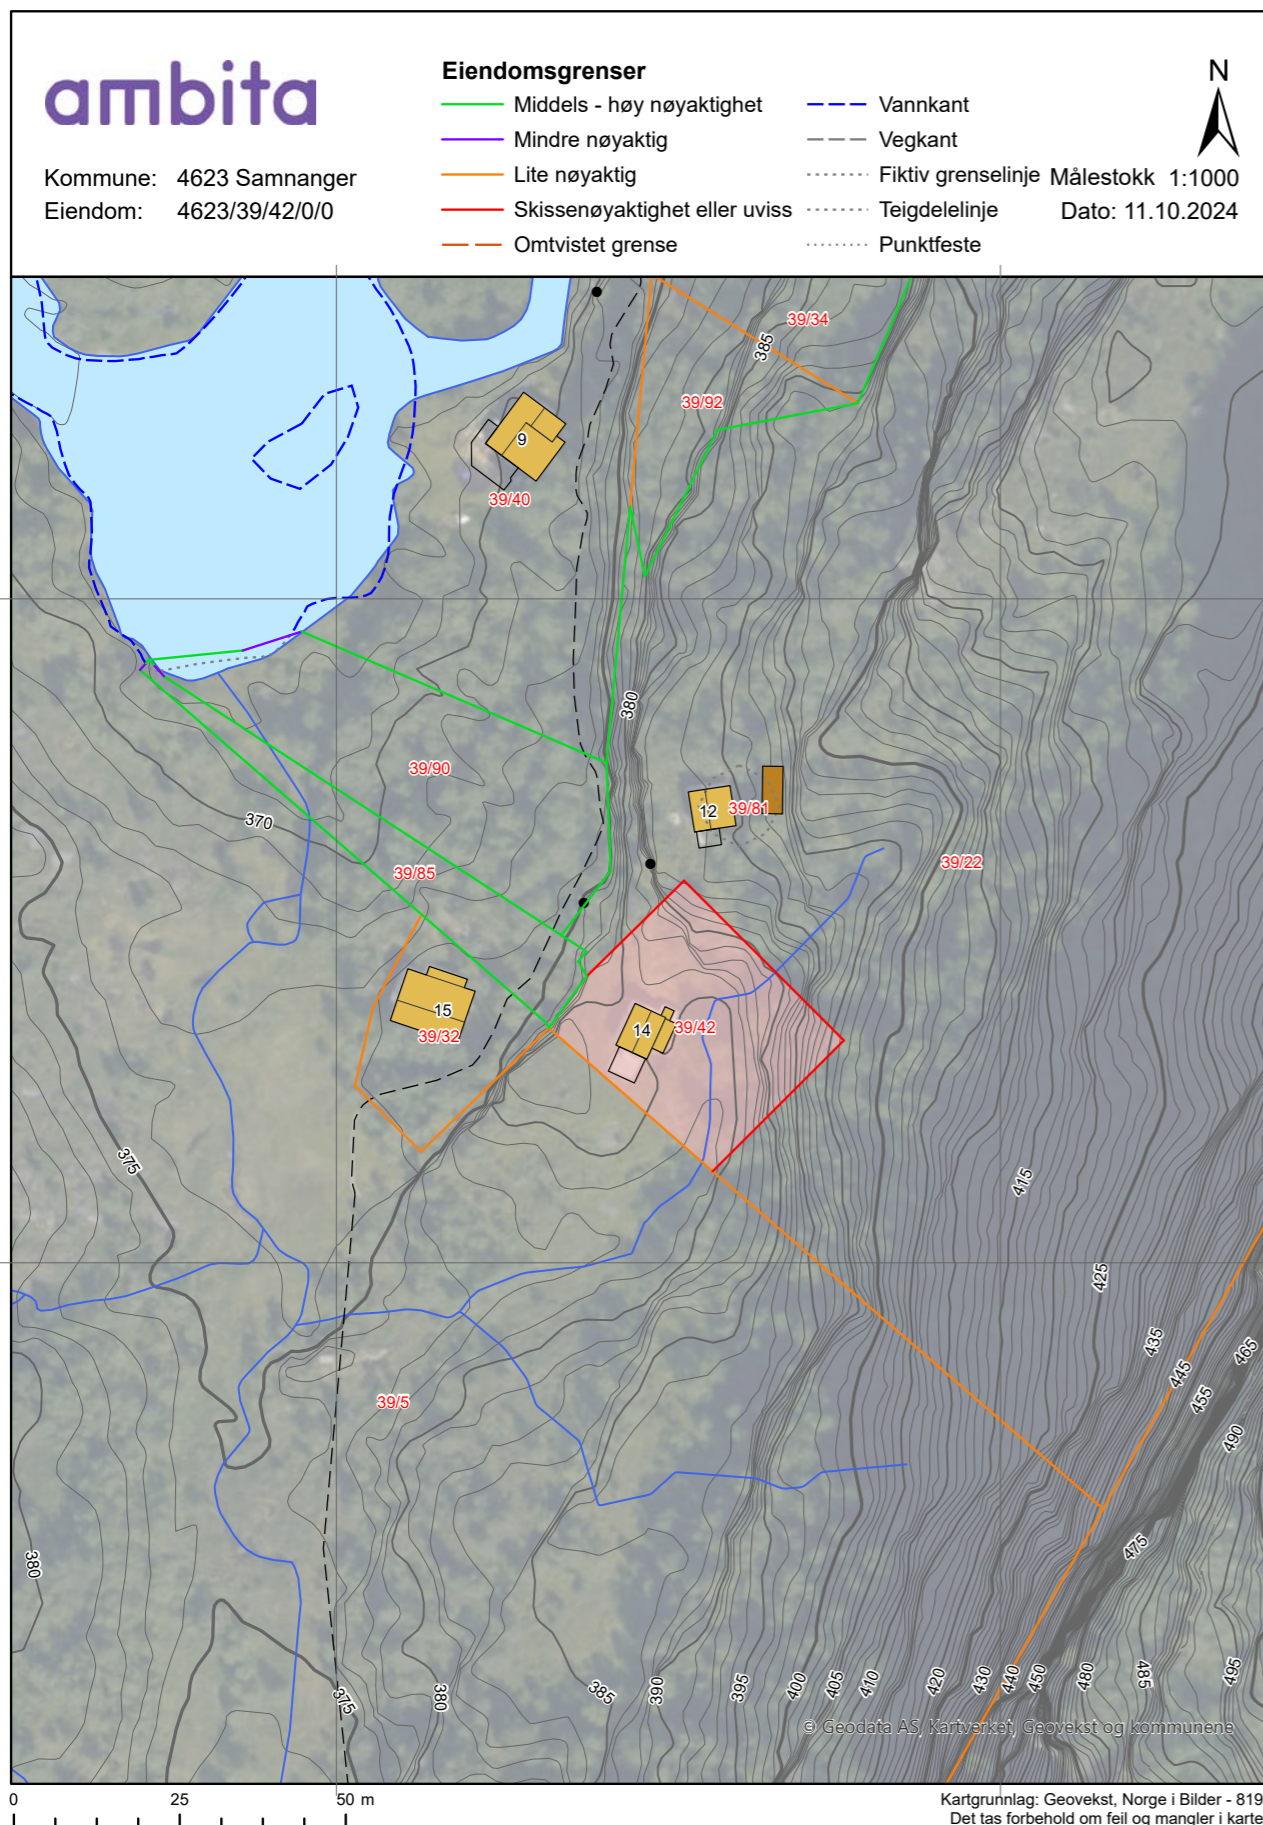 ambita
Kommune: 4623 Samnanger
Eiendom: 4623/39/42/0/0
Eiendomsgrenser
Middels - høy nøyaktighet
Mindre nøyaktig
Lite nøyaktig
Skissenøyaktighet eller uviss
Omtvistet grense
Vannkant
Vegkant
Fiktiv grenselinje
Teigdelelinje
Punktfeste
N
Målestokk 1:1000
Dato: 11.10.2024
39/34
385
39/92
9
39/40
380
39/90
12
39/81
370
39/22
39/85
15
39/32
14
39/42
375
415
425
435
465
445
455
39/5
490
475
380
375
380
385
390
395
400
405
410
420
430
440
450
480
485
495
© Geodata AS, Kartverket, Geovekst og kommunene
0 25 50 m
Kartgrunnlag: Geovekst, Norge i Bilder - 819
Det tas forbehold om feil og mangler i karte